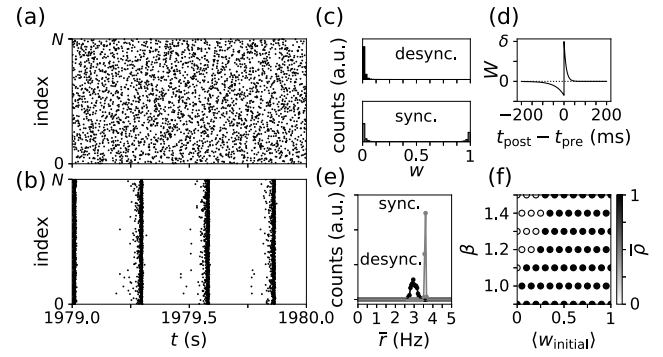 (a)
N
index
0
(b)
N
index
0
1979.0
1979.5
1980.0
t (s)
(c)
desync.
sync.
counts (a.u.)
0
0.5
1
w
(d)
δ
W
0
−200
0
200
t_post − t_pre (ms)
(e)
sync.
desync.
counts (a.u.)
0 1 2 3 4 5
r̅ (Hz)
(f)
1.4
1.2
1.0
β
0
0.5
1
⟨w_initial⟩
1
ρ̅
0